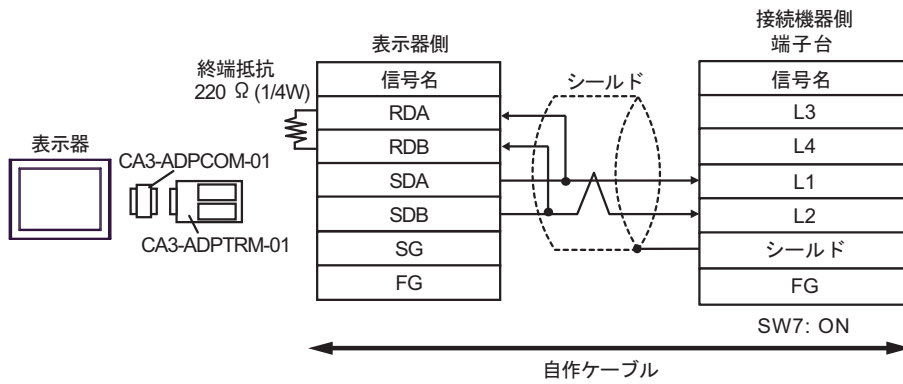 表示器
CA3-ADPCOM-01
CA3-ADPTRM-01
終端抵抗
220 Ω (1/4W)
表示器側
信号名
RDA
RDB
SDA
SDB
SG
FG
シールド
接続機器側
端子台
信号名
L3
L4
L1
L2
シールド
FG
SW7: ON
自作ケーブル